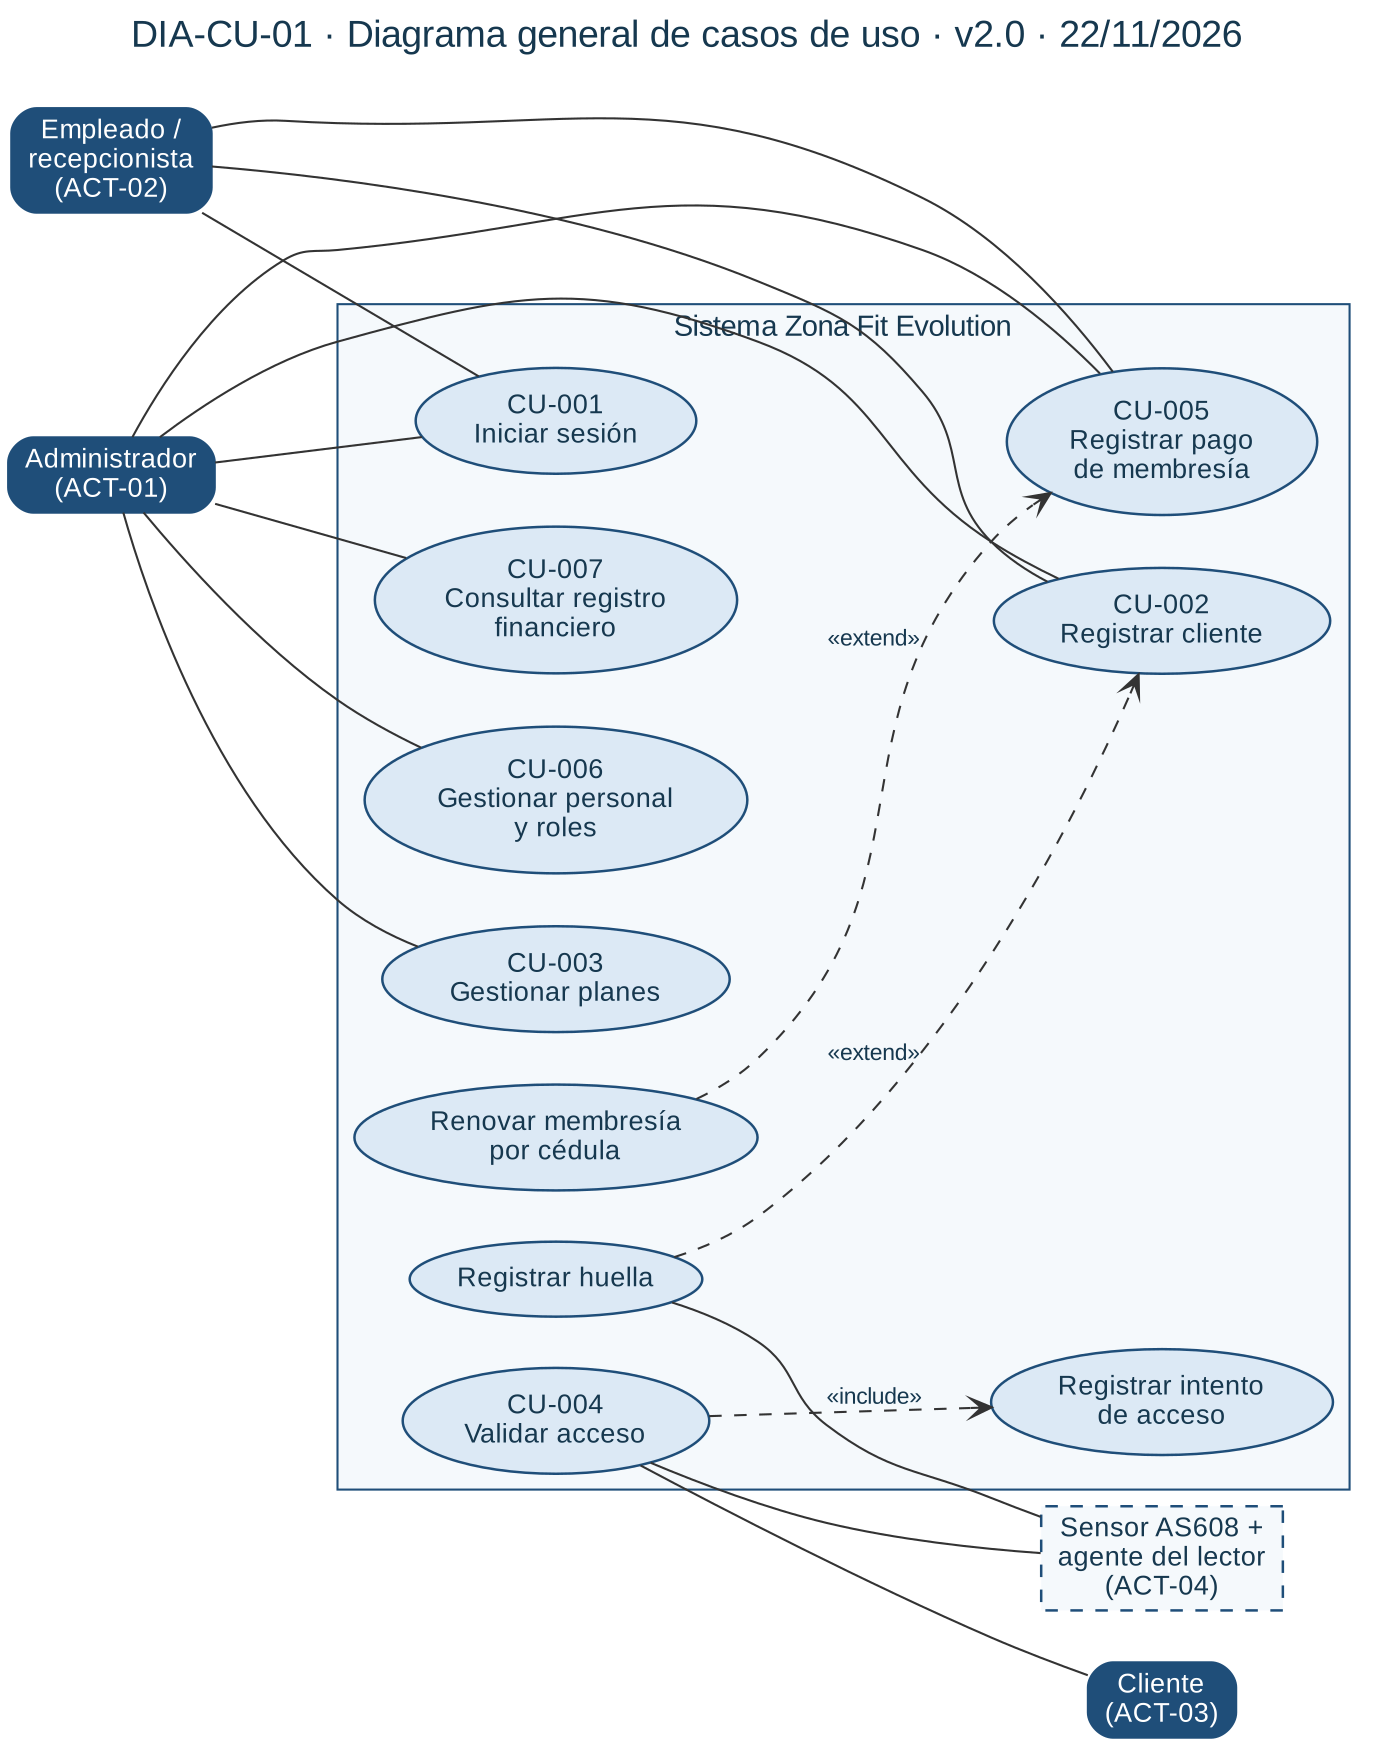 DIA-CU-01 · Diagrama general de casos de uso · v2.0 · 22/11/2026
Empleado /
recepcionista
(ACT-02)
Administrador
(ACT-01)
Sistema Zona Fit Evolution
CU-001
Iniciar sesión
CU-005
Registrar pago
de membresía
CU-007
Consultar registro
financiero
CU-002
Registrar cliente
«extend»
CU-006
Gestionar personal
y roles
CU-003
Gestionar planes
«extend»
Renovar membresía
por cédula
Registrar huella
CU-004
Validar acceso
«include»
Registrar intento
de acceso
Sensor AS608 +
agente del lector
(ACT-04)
Cliente
(ACT-03)